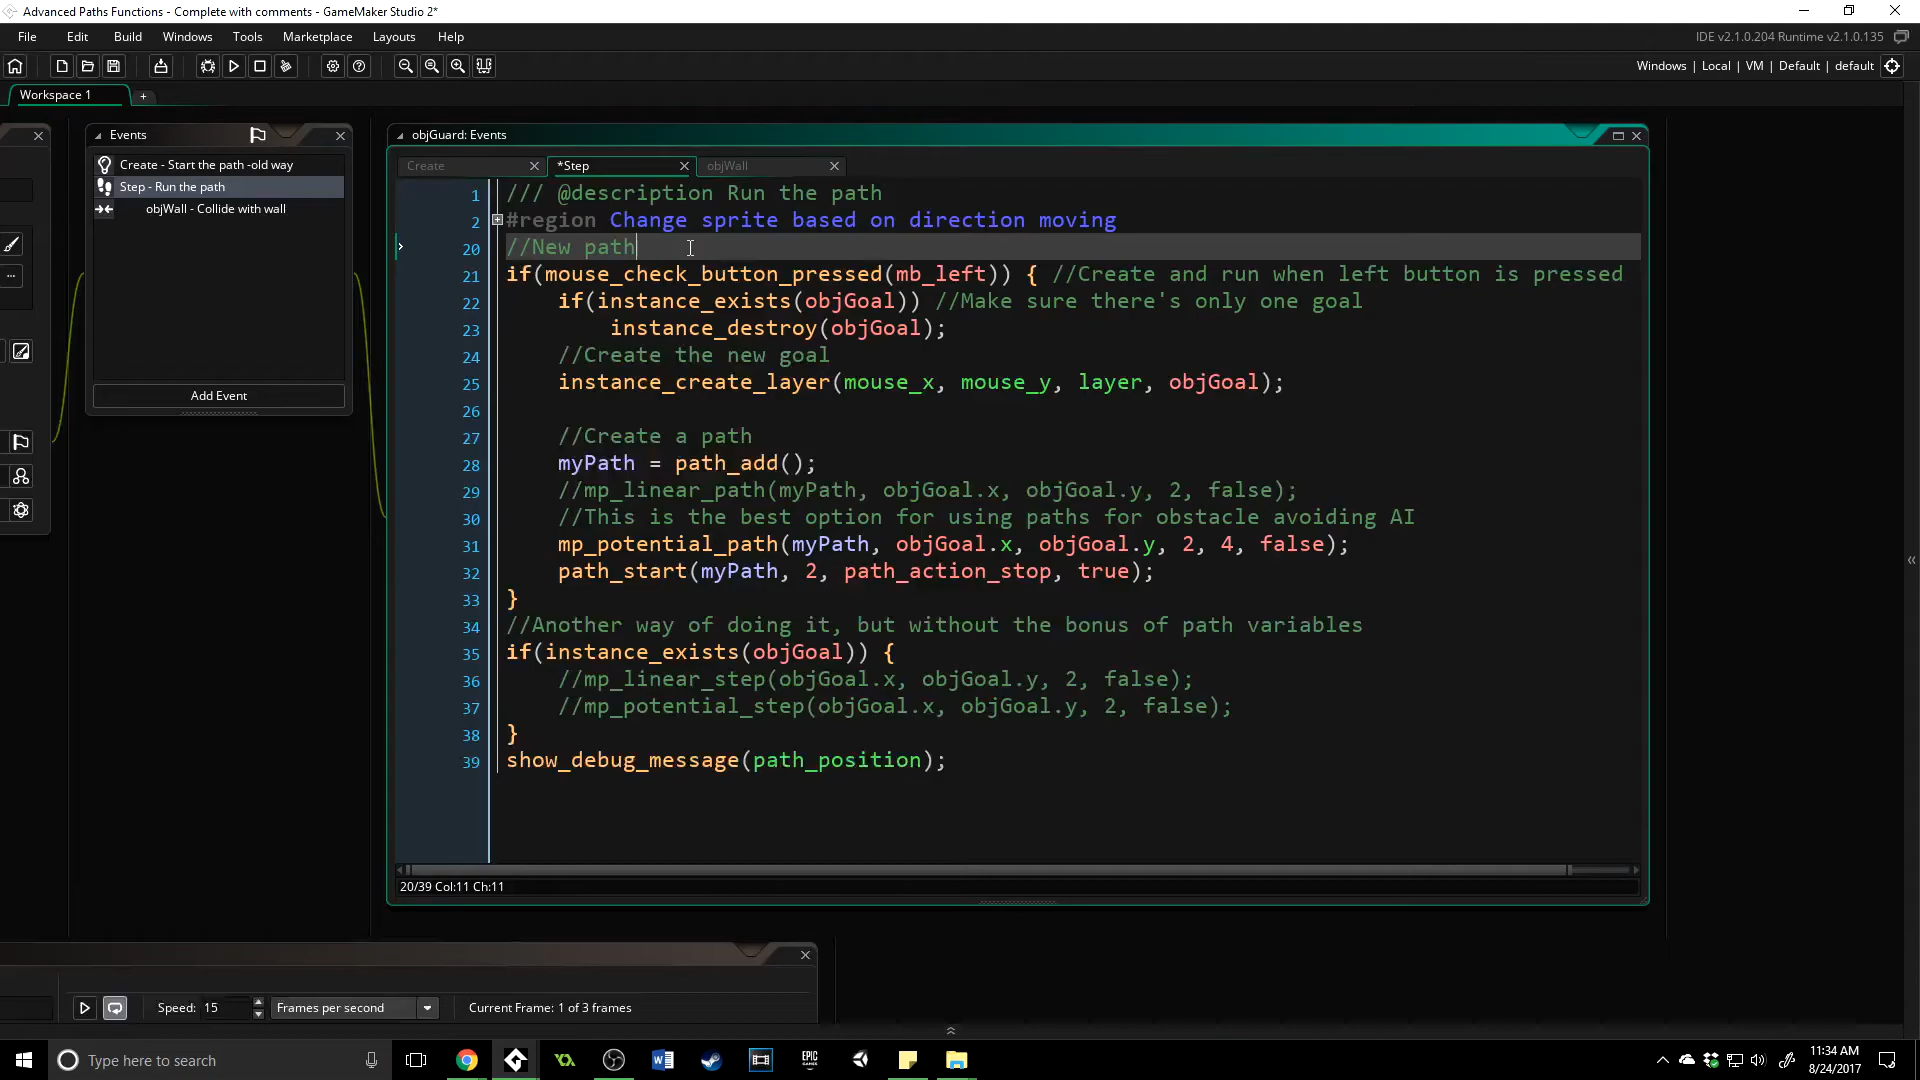 Advanced Paths Functions - Complete with comments - GameMaker Studio 2*
File Edit Build Windows Tools Marketplace Layouts Help
IDE v2.1.0.204 Runtime v2.1.0.135
Windows | Local | VM | Default | default
Workspace 1 +
Events
Create - Start the path -old way
Step - Run the path
objWall - Collide with wall
Add Event
objGuard: Events
Create *Step objWall
1 /// @description Run the path
2 #region Change sprite based on direction moving
20 //New path
21 if(mouse_check_button_pressed(mb_left)) { //Create and run when left button is pressed
22 if(instance_exists(objGoal)) //Make sure there's only one goal
23 instance_destroy(objGoal);
24 //Create the new goal
25 instance_create_layer(mouse_x, mouse_y, layer, objGoal);
26
27 //Create a path
28 myPath = path_add();
29 //mp_linear_path(myPath, objGoal.x, objGoal.y, 2, false);
30 //This is the best option for using paths for obstacle avoiding AI
31 mp_potential_path(myPath, objGoal.x, objGoal.y, 2, 4, false);
32 path_start(myPath, 2, path_action_stop, true);
33 }
34 //Another way of doing it, but without the bonus of path variables
35 if(instance_exists(objGoal)) {
36 //mp_linear_step(objGoal.x, objGoal.y, 2, false);
37 //mp_potential_step(objGoal.x, objGoal.y, 2, false);
38 }
39 show_debug_message(path_position);
20/39 Col:11 Ch:11
Speed: 15 Frames per second Current Frame: 1 of 3 frames
Type here to search
EPIC GAMES
11:34 AM
8/24/2017